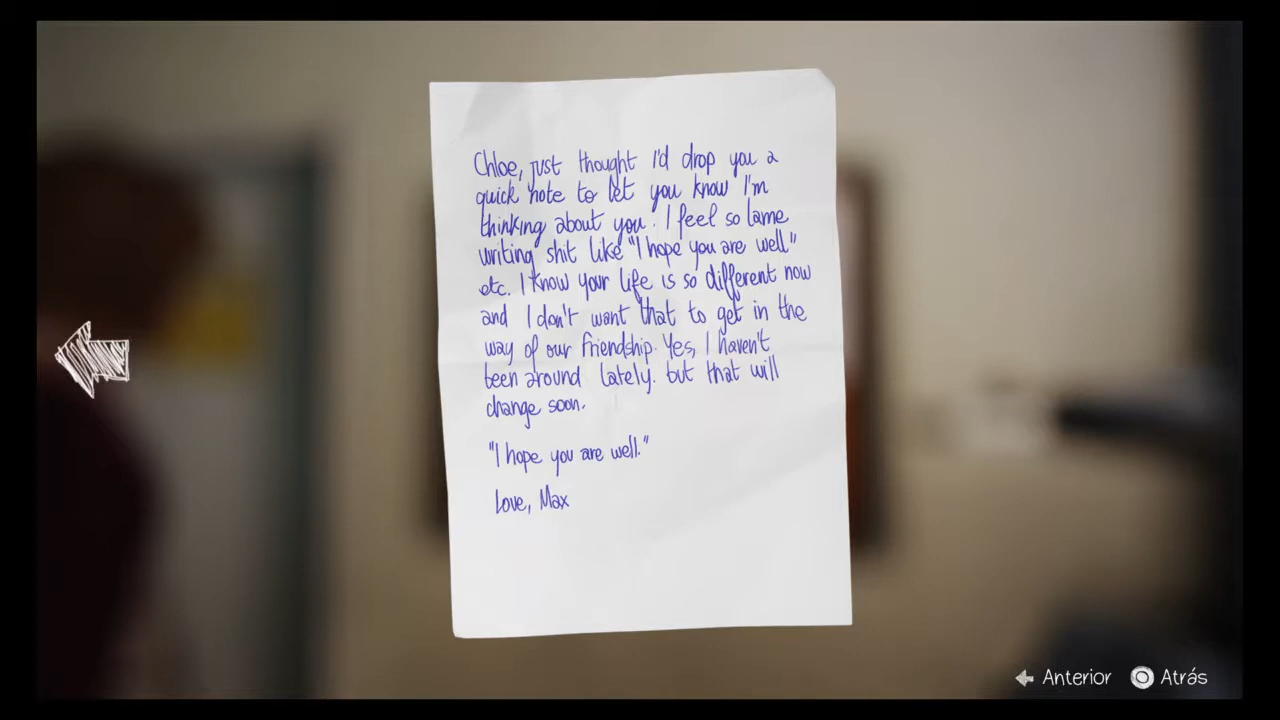 Chloe, just thought I'd drop you a
quick note to let you know I'm
thinking about you. I feel so lame
writing shit like "I hope you are well"
etc. I know your life is so different now
and I don't want that to get in the
way of our friendship. Yes, I haven't
been around lately. but that will
change soon.
"I hope you are well."
Love, Max
Anterior
Atrás